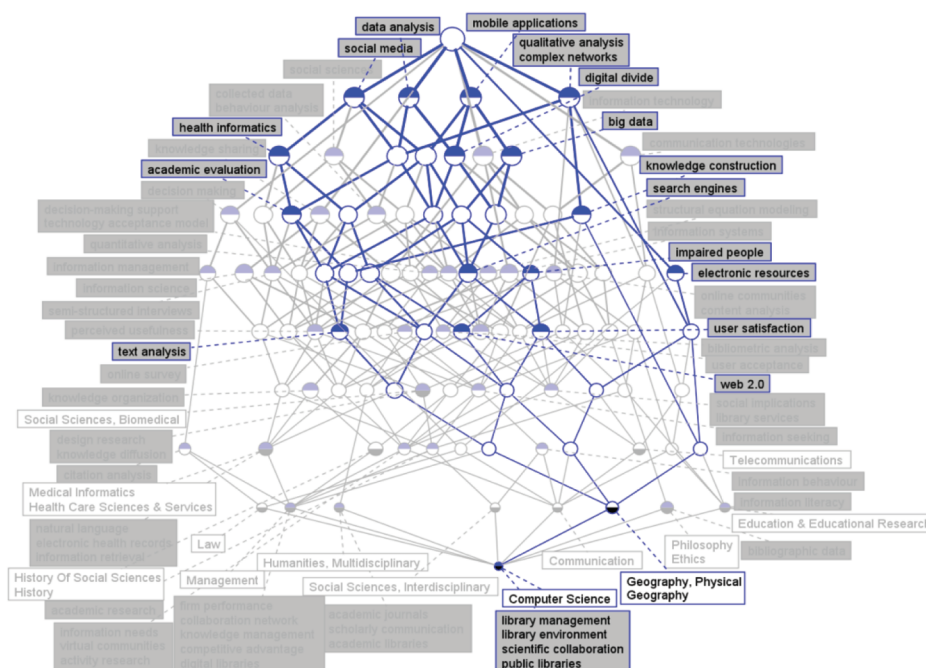 data analysis
mobile applications
social media
qualitative analysis
complex networks
social science
digital divide
collected data
behaviour analysis
information technology
health informatics
big data
knowledge sharing
communication technologies
academic evaluation
knowledge construction
decision making
search engines
decision-making support
technology acceptance model
structural equation modeling
quantitative analysis
information systems
impaired people
information management
electronic resources
information science
online communities
content analysis
semi-structured interviews
perceived usefulness
user satisfaction
text analysis
bibliometric analysis
user acceptance
online survey
web 2.0
knowledge organization
social implications
library services
Social Sciences, Biomedical
design research
knowledge diffusion
information seeking
citation analysis
Telecommunications
information behaviour
Medical Informatics
Health Care Sciences & Services
information literacy
Education & Educational Research
natural language
electronic health records
information retrieval
Law
Philosophy
Ethics
bibliographic data
Humanities, Multidisciplinary
Communication
History Of Social Sciences
History
Management
Social Sciences, Interdisciplinary
Geography, Physical
Geography
Computer Science
academic research
firm performance
collaboration network
knowledge management
competitive advantage
digital libraries
academic journals
scholarly communication
academic libraries
library management
library environment
scientific collaboration
public libraries
information needs
virtual communities
activity research